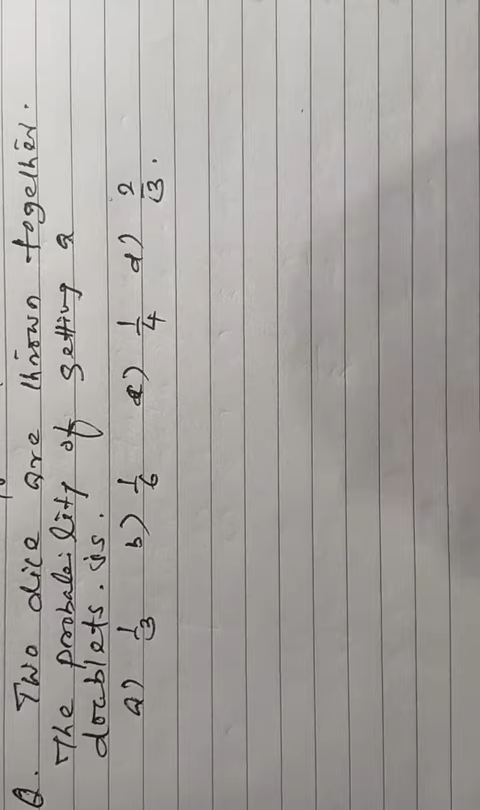 Q. Two dice are thrown together.
The probability of getting a
doublets. is.
a) 1/3 b) 1/6 c) 1/4 d) 2/3.